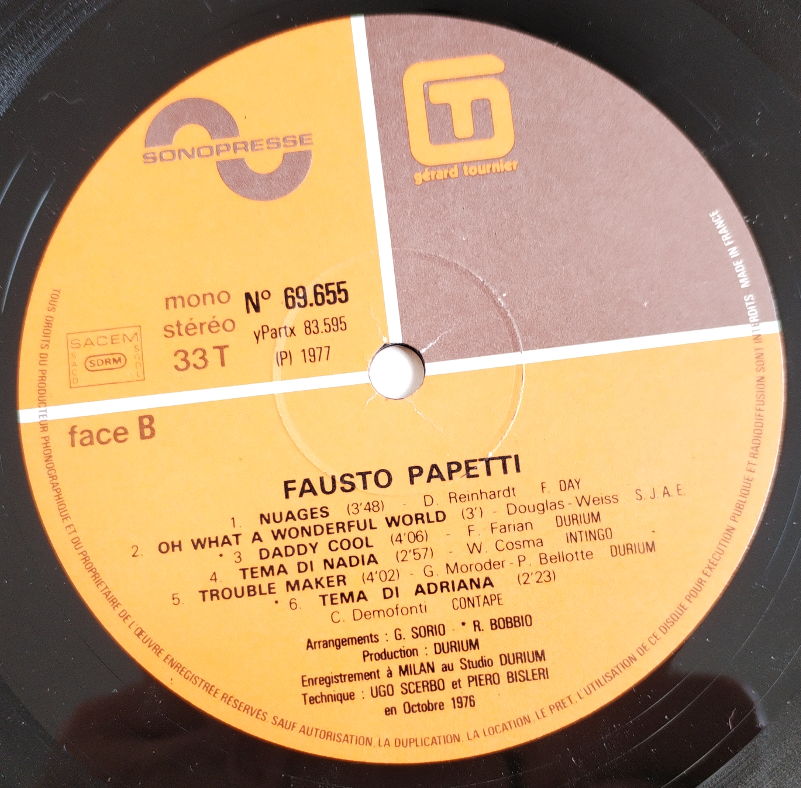 SONOPRESSE
gérard tournier
mono
stéréo
33 T
N° 69.655
yPartx 83.595
(P) 1977
SACEM
SDRM
face B
FAUSTO PAPETTI
1. NUAGES (3'48) - D. Reinhardt F. DAY
2. OH WHAT A WONDERFUL WORLD (3') - Douglas-Weiss S.J.A.E.
• 3 DADDY COOL (4'06) - F. Farian DURIUM
4. TEMA DI NADIA (2'57) - W. Cosma INTINGO
5. TROUBLE MAKER (4'02) - G. Moroder-P. Bellotte DURIUM
• 6. TEMA DI ADRIANA (2'23)
C. Demofonti CONTAPE
Arrangements : G. SORIO - • R. BOBBIO
Production : DURIUM
Enregistrement à MILAN au Studio DURIUM
Technique : UGO SCERBO et PIERO BISLERI
en Octobre 1976
TOUS DROITS DU PRODUCTEUR PHONOGRAPHIQUE ET DU PROPRIETAIRE DE L'ŒUVRE ENREGISTRÉE RÉSERVÉS. SAUF AUTORISATION, LA DUPLICATION, LA LOCATION, LE PRET, L'UTILISATION DE CE DISQUE POUR EXÉCUTION PUBLIQUE ET RADIODIFFUSION SONT INTERDITS MADE IN FRANCE